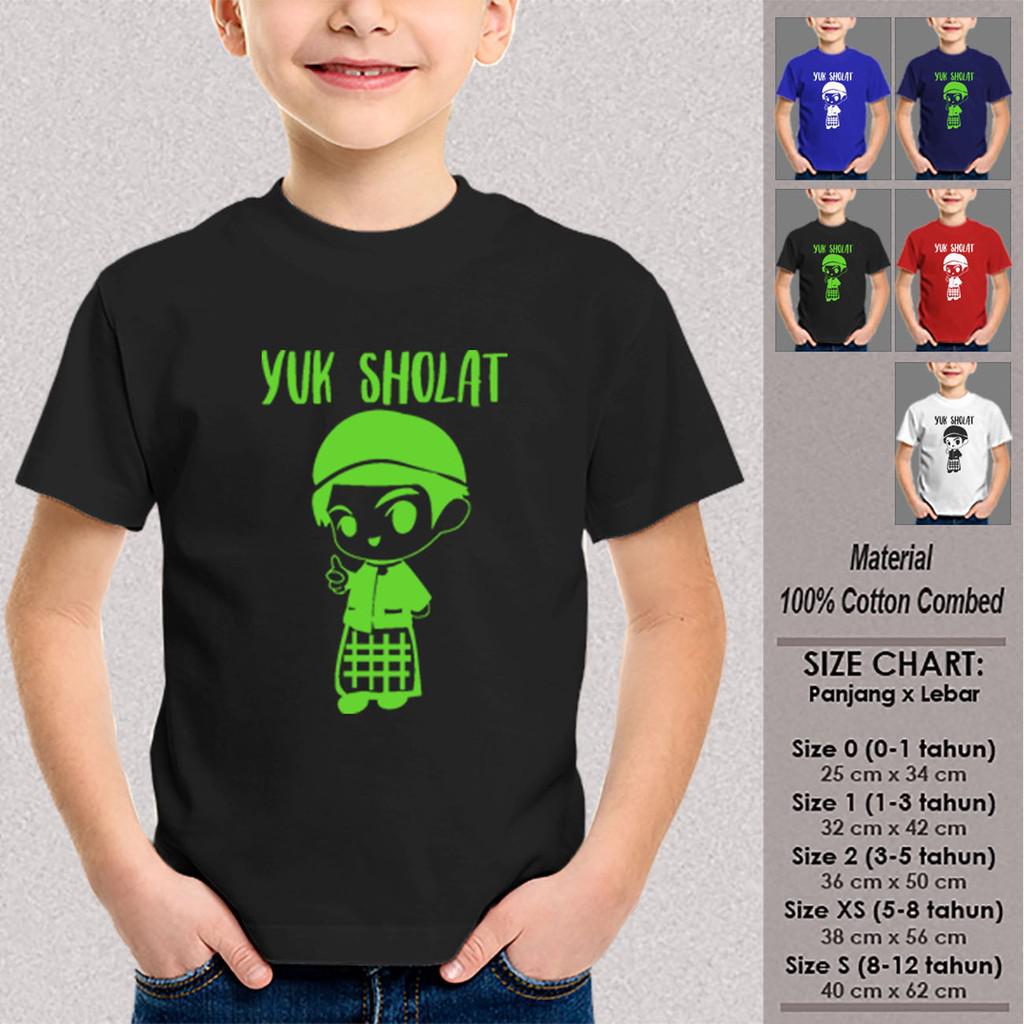 YUK SHOLAT
YUK SHOLAT
YUK SHOLAT
YUK SHOLAT
YUK SHOLAT
YUK SHOLAT
Material
100% Cotton Combed
SIZE CHART:
Panjang x Lebar
Size 0 (0-1 tahun)
25 cm x 34 cm
Size 1 (1-3 tahun)
32 cm x 42 cm
Size 2 (3-5 tahun)
36 cm x 50 cm
Size XS (5-8 tahun)
38 cm x 56 cm
Size S (8-12 tahun)
40 cm x 62 cm